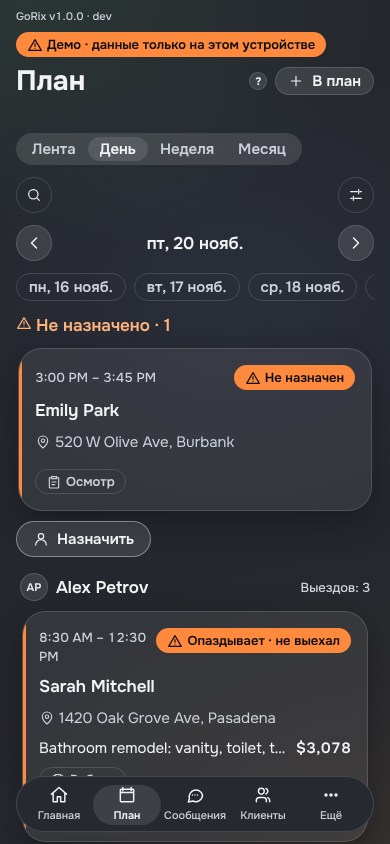 GoRix v1.0.0 · dev
Демо · данные только на этом устройстве
План
?
В план
Лента
День
Неделя
Месяц
пт, 20 нояб.
пн, 16 нояб.
вт, 17 нояб.
ср, 18 нояб.
Не назначено · 1
3:00 PM – 3:45 PM
Не назначен
Emily Park
520 W Olive Ave, Burbank
Осмотр
Назначить
AP
Alex Petrov
Выездов: 3
8:30 AM – 12:30
PM
Опаздывает · не выехал
Sarah Mitchell
1420 Oak Grove Ave, Pasadena
Bathroom remodel: vanity, toilet, t...
$3,078
Главная
План
Сообщения
Клиенты
Ещё